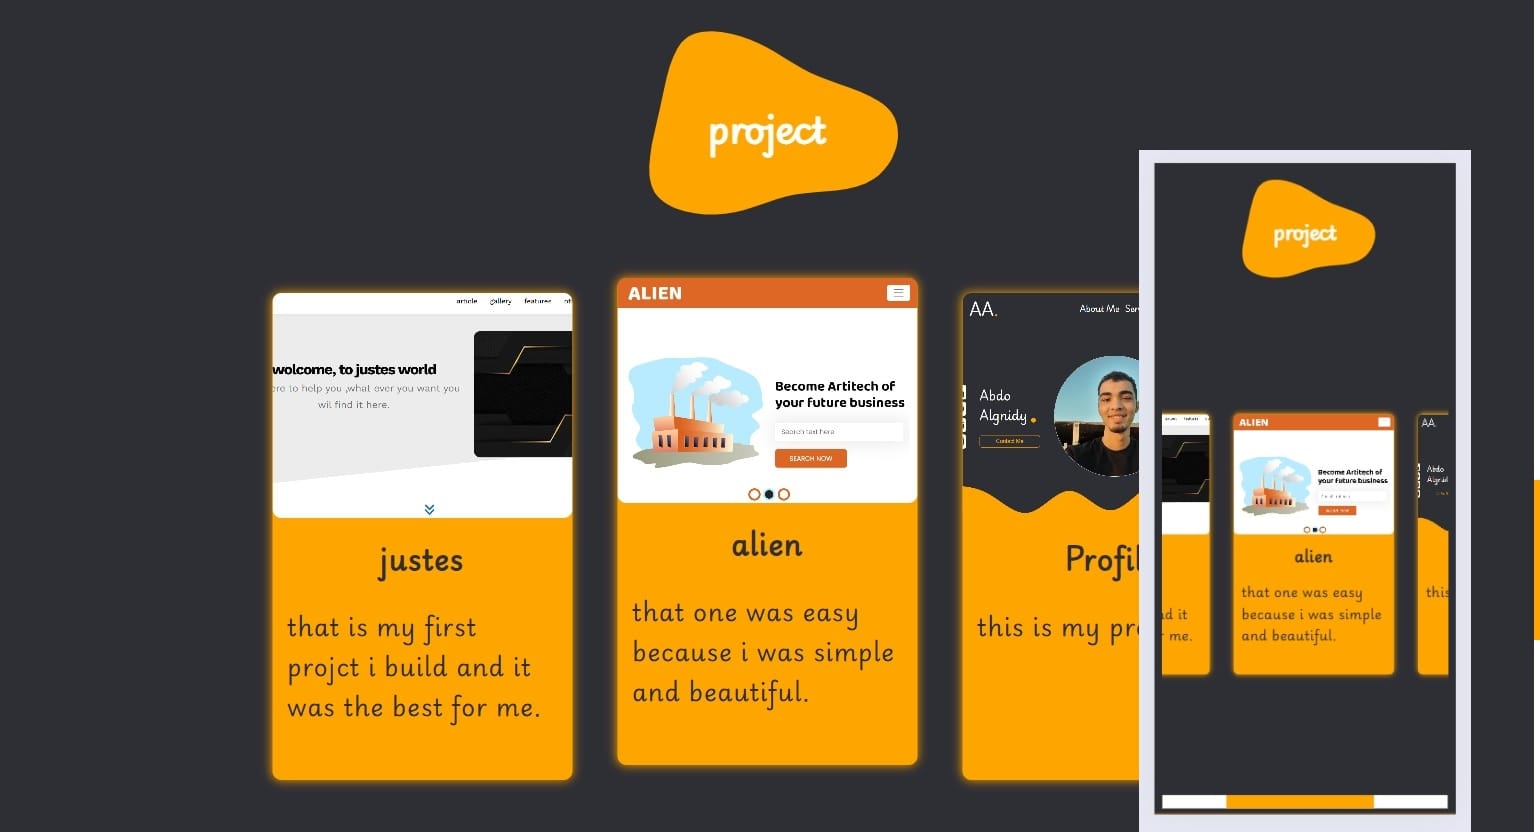 project
article gallery features
wolcome, to justes world
ere to help you ,what ever you want you
wil find it here.
justes
that is my first
projct i build and it
was the best for me.
ALIEN
Become Artitech of
your future business
Search text here
SEARCH NOW
alien
that one was easy
because i was simple
and beautiful.
AA.
About Me Ser
Abdo
Algnidy
Contact Me
Profil
this is my pr
project
ALIEN
Become Artitech of
your future business
alien
that one was easy
because i was simple
and beautiful.
d it
me.
AA.
Abdo
Algnid
this